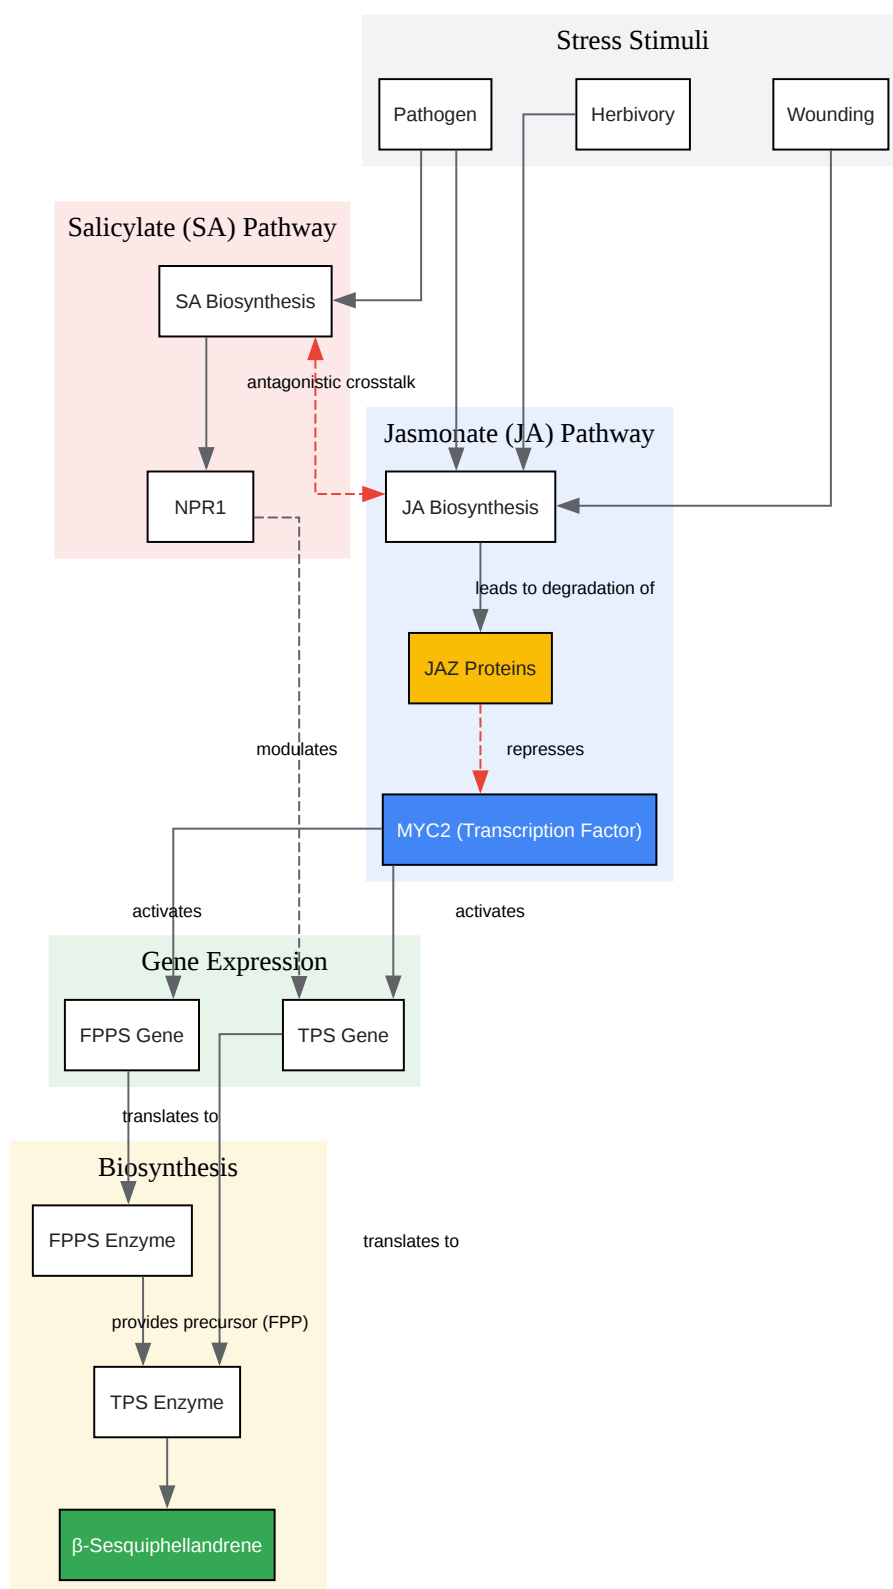 Stress Stimuli
Pathogen
Herbivory
Wounding
Salicylate (SA) Pathway
SA Biosynthesis
antagonistic crosstalk
Jasmonate (JA) Pathway
NPR1
JA Biosynthesis
leads to degradation of
JAZ Proteins
modulates
represses
MYC2 (Transcription Factor)
activates
activates
Gene Expression
FPPS Gene
TPS Gene
translates to
Biosynthesis
FPPS Enzyme
translates to
provides precursor (FPP)
TPS Enzyme
β-Sesquiphellandrene